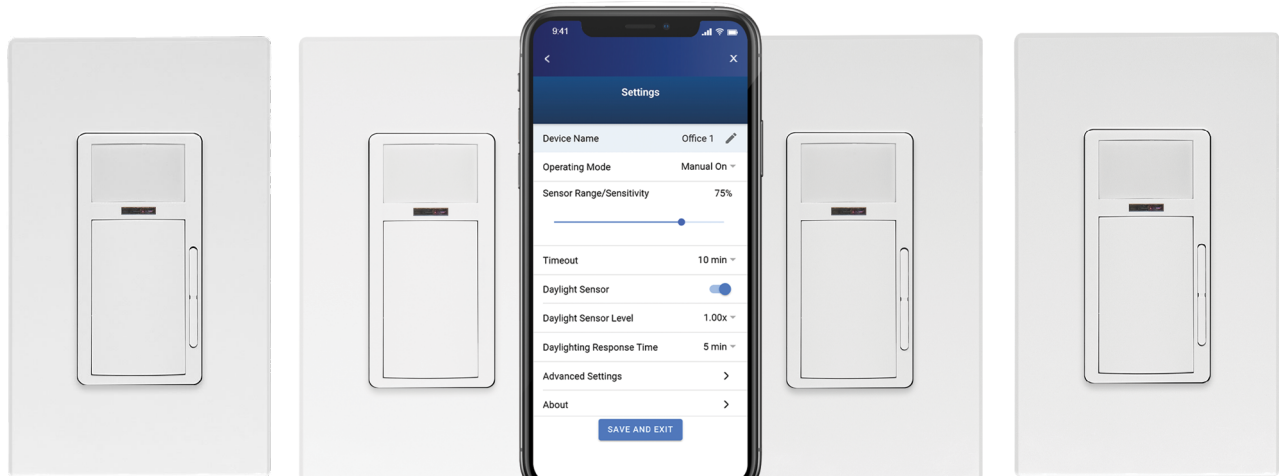 9:41
Settings
Device Name Office 1
Operating Mode Manual On
Sensor Range/Sensitivity 75%
Timeout 10 min
Daylight Sensor
Daylight Sensor Level 1.00x
Daylighting Response Time 5 min
Advanced Settings
About
SAVE AND EXIT